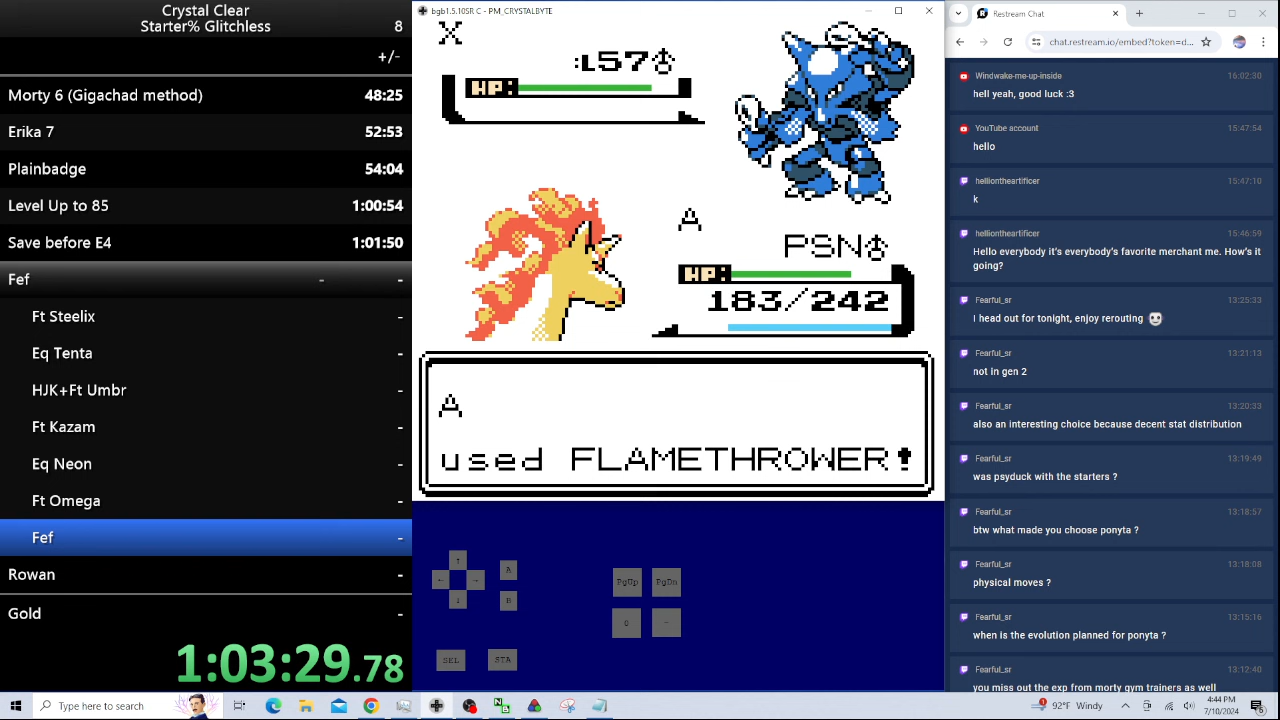 Crystal Clear
Starter% Glitchless 8
+/-
Morty 6 (Gigachad method) 48:25
Erika 7 52:53
Plainbadge 54:04
Level Up to 85 1:00:54
Save before E4 1:01:50
Fef - -
Ft Steelix -
Eq Tenta -
HJK+Ft Umbr -
Ft Kazam -
Eq Neon -
Ft Omega -
Fef -
Rowan -
Gold -
1:03:29.78
bgb1.5.10SR C - PM_CRYSTALBYTE
X
:L57♂
HP:
A
PSN♂
HP:
183/242
A
used FLAMETHROWER!
↑
← →
↓
A
B
SEL
STA
PgUp
PgDn
0
-
Restream Chat
Windwake-me-up-inside 16:02:30
hell yeah, good luck :3
YouTube account 15:47:54
hello
helliontheartificer 15:47:10
k
helliontheartificer 15:46:59
Hello everybody it's everybody's favorite marchent me. How's it going?
Fearful_sr 13:25:33
I head out for tonight, enjoy rerouting
Fearful_sr 13:21:13
not in gen 2
Fearful_sr 13:20:33
also an interesting one with decent stat distribution
Fearful_sr 13:19:49
was psyduck with the starters ?
Fearful_sr 13:18:57
btw what made you choose ponyta ?
Fearful_sr 13:18:08
physical moves ?
Fearful_sr 13:15:16
when is the evolution planned for ponyta ?
Fearful_sr 13:12:40
you miss out the exp from morty gym trainers aswell
Type here to search
92°F Windy
4:44 PM
7/10/2024